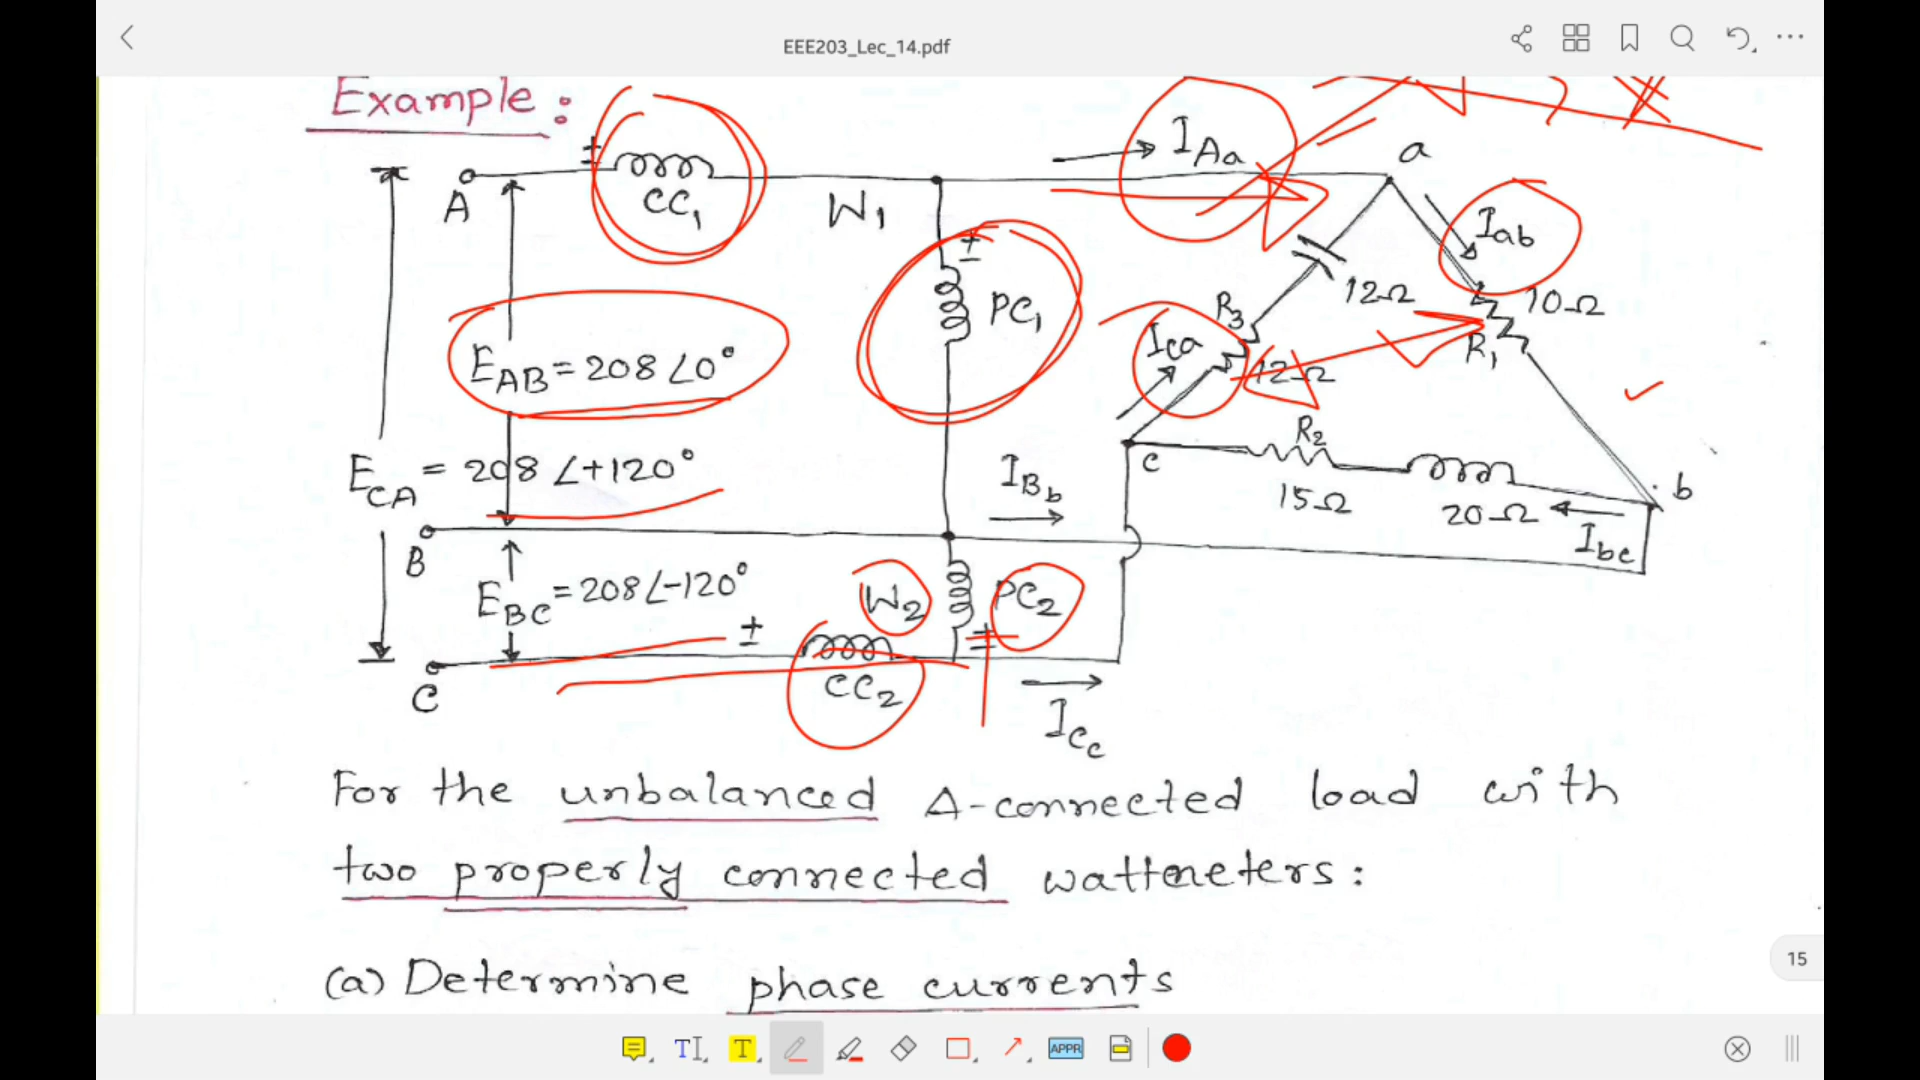 EEE203_Lec_14.pdf
Example:
A
±
CC1
W1
IAa
a
±
PC1
Iab
12Ω
10Ω
R1
R3
Ica
12Ω
EAB = 208∠0°
ECA = 208∠+120°
IBb
c
R2
15Ω
20Ω
b
Ibc
B
EBC = 208∠-120°
W2
PC2
±
±
CC2
C
ICc
For the unbalanced Δ-connected load with
two properly connected wattmeters:
(a) Determine phase currents
15
T
T
APPR